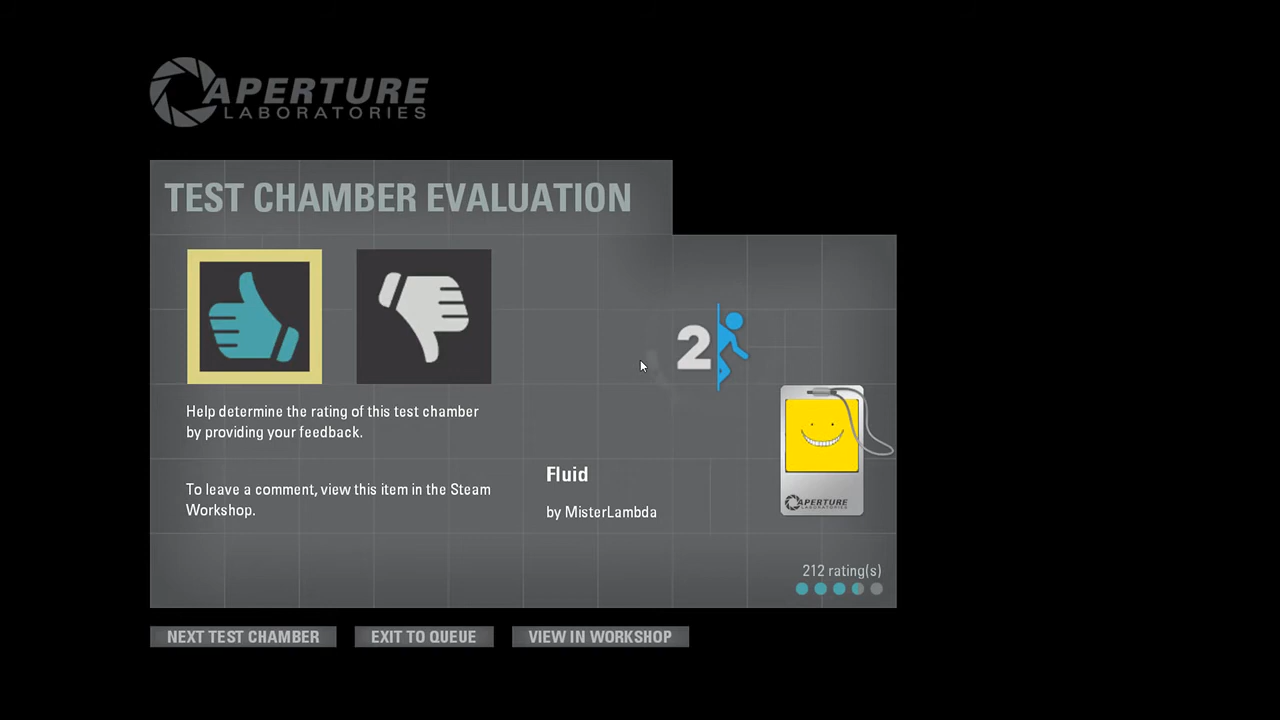 APERTURE
LABORATORIES
TEST CHAMBER EVALUATION
2
Help determine the rating of this test chamber
by providing your feedback.
To leave a comment, view this item in the Steam
Workshop.
Fluid
by MisterLambda
APERTURE
LABORATORIES
212 rating(s)
NEXT TEST CHAMBER
EXIT TO QUEUE
VIEW IN WORKSHOP